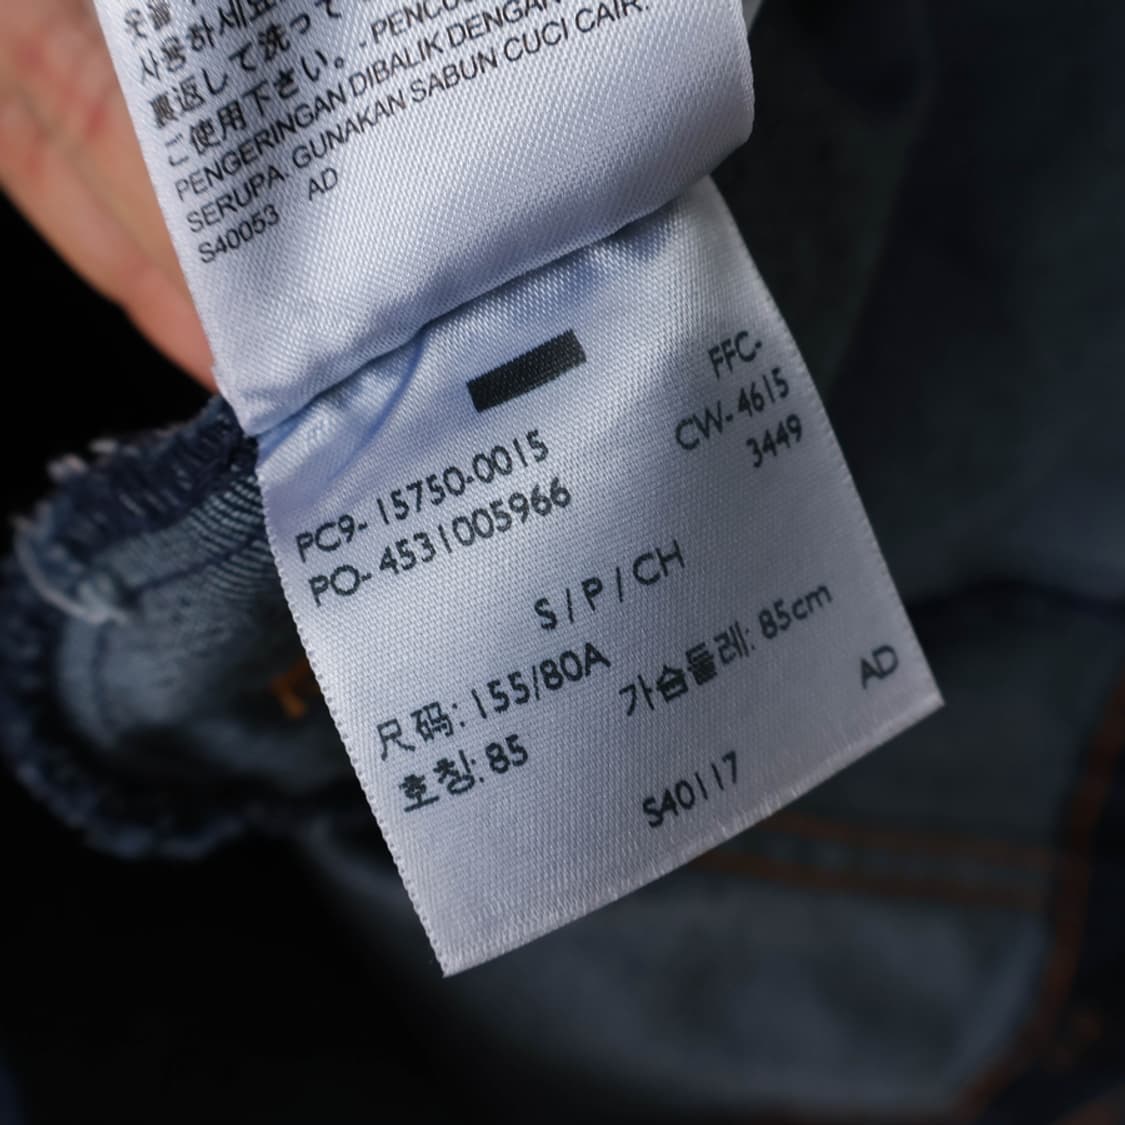 옷을
사용하세요
裏返して洗って
ご使用下さい。. PENCUC
PENGERINGAN DIBALIK DENGAN
SERUPA. GUNAKAN SABUN CUCI CAIR.
S40053 AD
FFC-
CW-4615
3449
PC9-15750-0015
PO-4531005966
S / P / CH
尺码: 155/80A
호칭: 85
가슴둘레: 85cm
AD
S40117